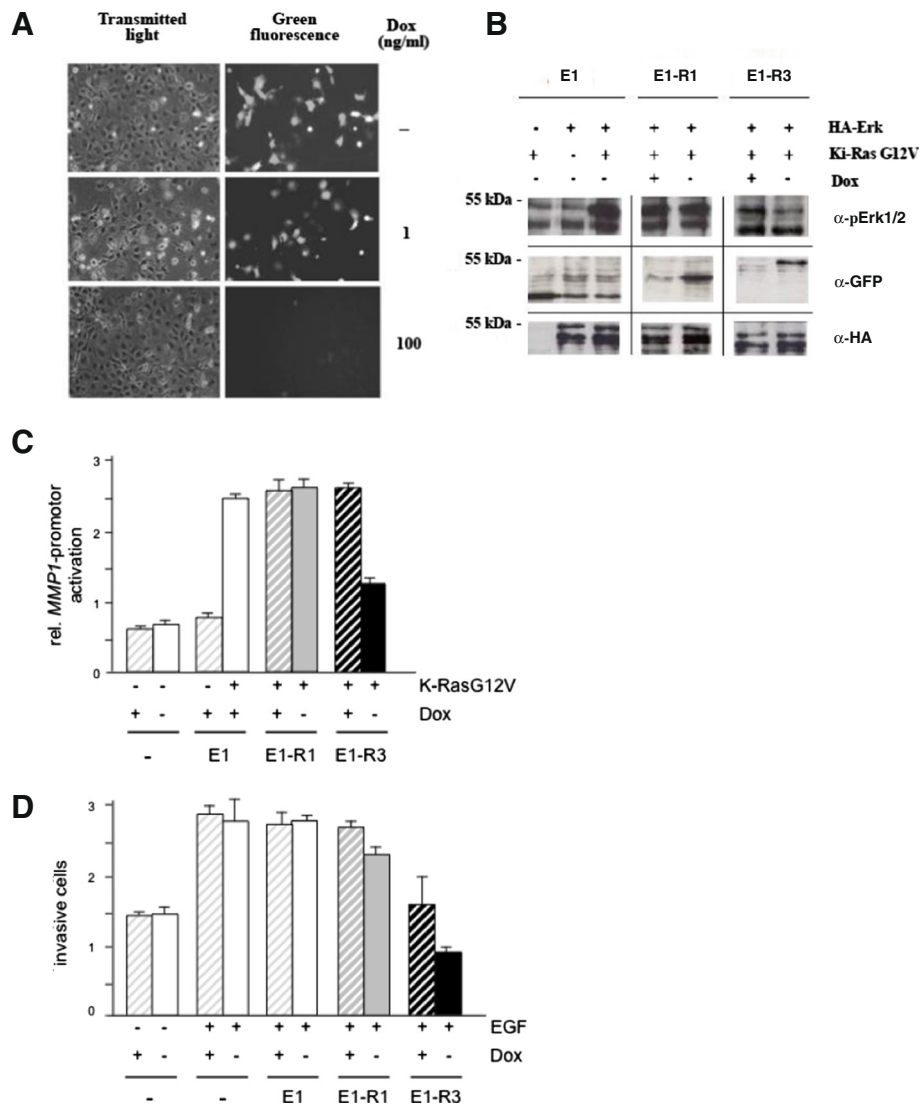 A
Transmitted light
Green fluorescence
Dox (ng/ml)
–
1
100
B
E1 E1-R1 E1-R3
- + + + + + + HA-Erk
+ - + + + + + Ki-Ras G12V
- - - + - + - Dox
55 kDa - α-pErk1/2
55 kDa - α-GFP
55 kDa - α-HA
C
rel. MMP1-promotor activation
3
2
1
0
- - - + + + + + K-RasG12V
+ - + + + - + - Dox
- E1 E1-R1 E1-R3
D
invasive cells
3
2
1
0
- - + + + + + + + + EGF
+ - + - + - + - + - Dox
- - E1 E1-R1 E1-R3